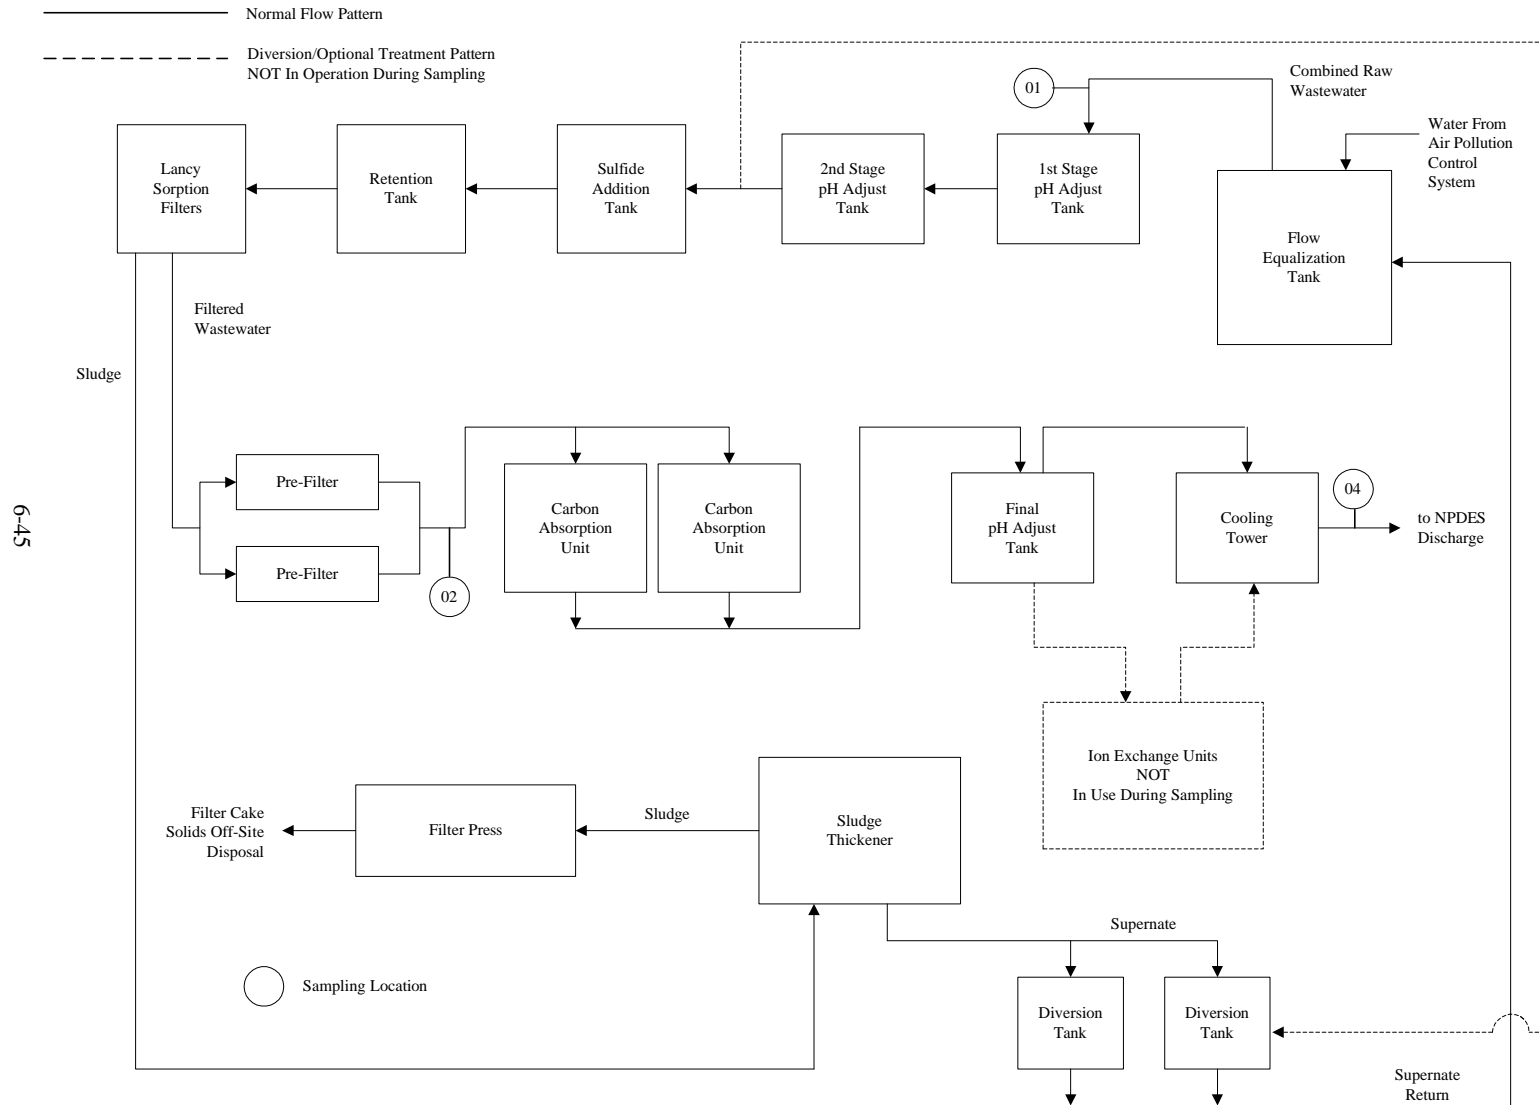 Normal Flow Pattern
Diversion/Optional Treatment Pattern
NOT In Operation During Sampling
Combined Raw
Wastewater
01
Water From
Air Pollution
Control
System
Lancy
Sorption
Filters
Retention
Tank
Sulfide
Addition
Tank
2nd Stage
pH Adjust
Tank
1st Stage
pH Adjust
Tank
Flow
Equalization
Tank
Filtered
Wastewater
Sludge
Pre-Filter
Pre-Filter
02
Carbon
Absorption
Unit
Carbon
Absorption
Unit
Final
pH Adjust
Tank
Cooling
Tower
04
to NPDES
Discharge
6-45
Ion Exchange Units
NOT
In Use During Sampling
Filter Cake
Solids Off-Site
Disposal
Filter Press
Sludge
Sludge
Thickener
Supernate
Sampling Location
Diversion
Tank
Diversion
Tank
Supernate
Return